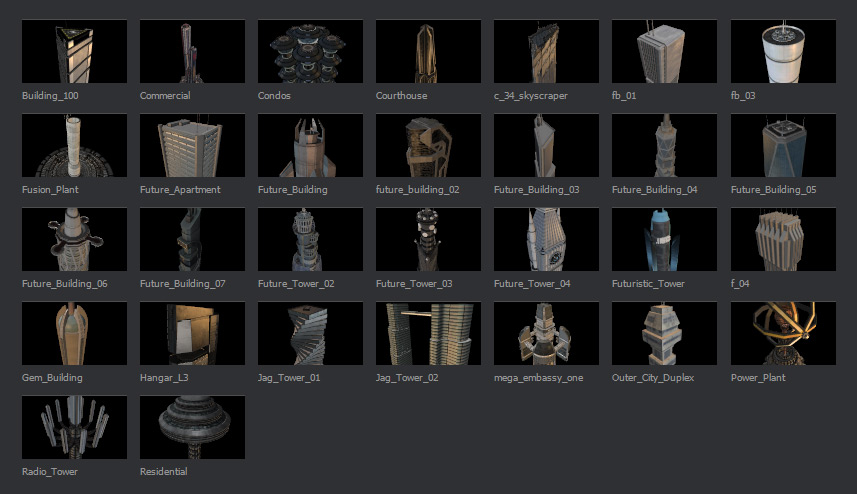 Building_100
Commercial
Condos
Courthouse
c_34_skyscraper
fb_01
fb_03
Fusion_Plant
Future_Apartment
Future_Building
future_building_02
Future_Building_03
Future_Building_04
Future_Building_05
Future_Building_06
Future_Building_07
Future_Tower_02
Future_Tower_03
Future_Tower_04
Futuristic_Tower
f_04
Gem_Building
Hangar_L3
Jag_Tower_01
Jag_Tower_02
mega_embassy_one
Outer_City_Duplex
Power_Plant
Radio_Tower
Residential